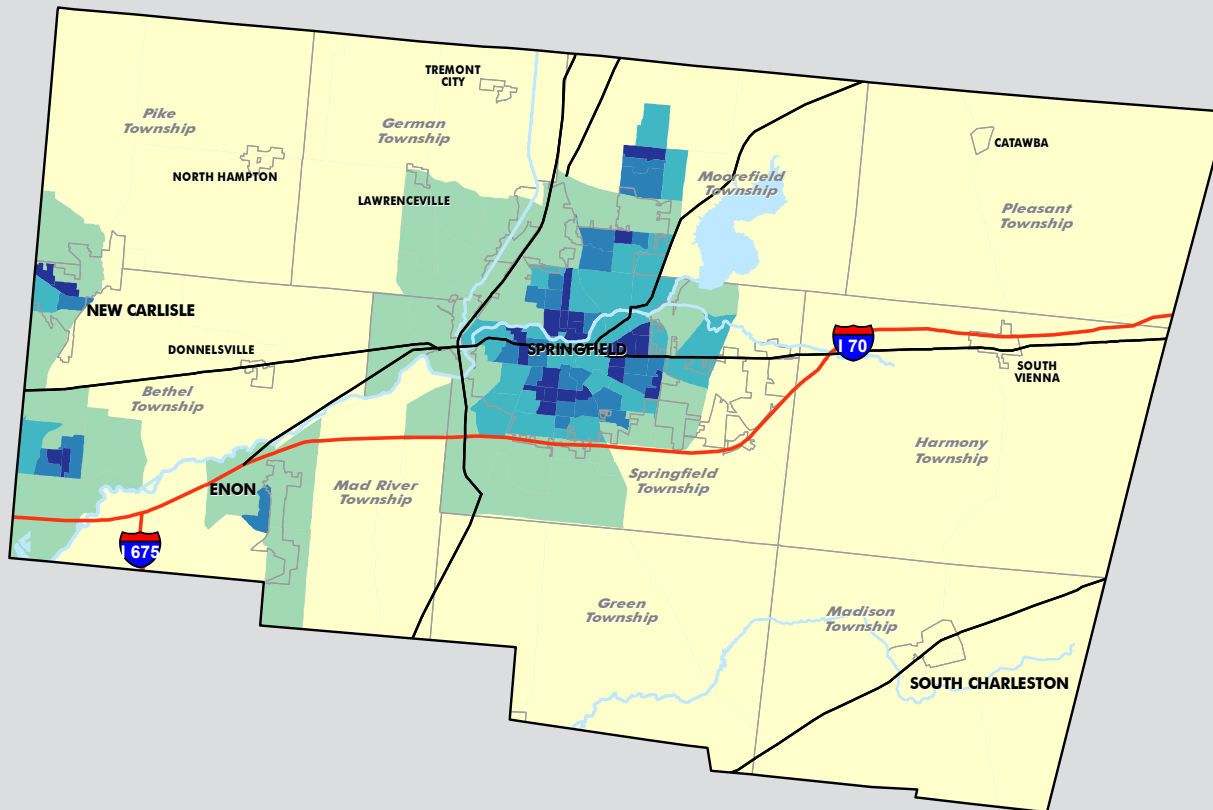 TREMONT
CITY
Pike
Township
German
Township
CATAWBA
NORTH HAMPTON
Moorefield
Township
LAWRENCEVILLE
Pleasant
Township
NEW CARLISLE
DONNELSVILLE
SPRINGFIELD
I 70
SOUTH
VIENNA
Bethel
Township
Harmony
Township
ENON
Mad River
Township
Springfield
Township
I 675
Green
Township
Madison
Township
SOUTH CHARLESTON